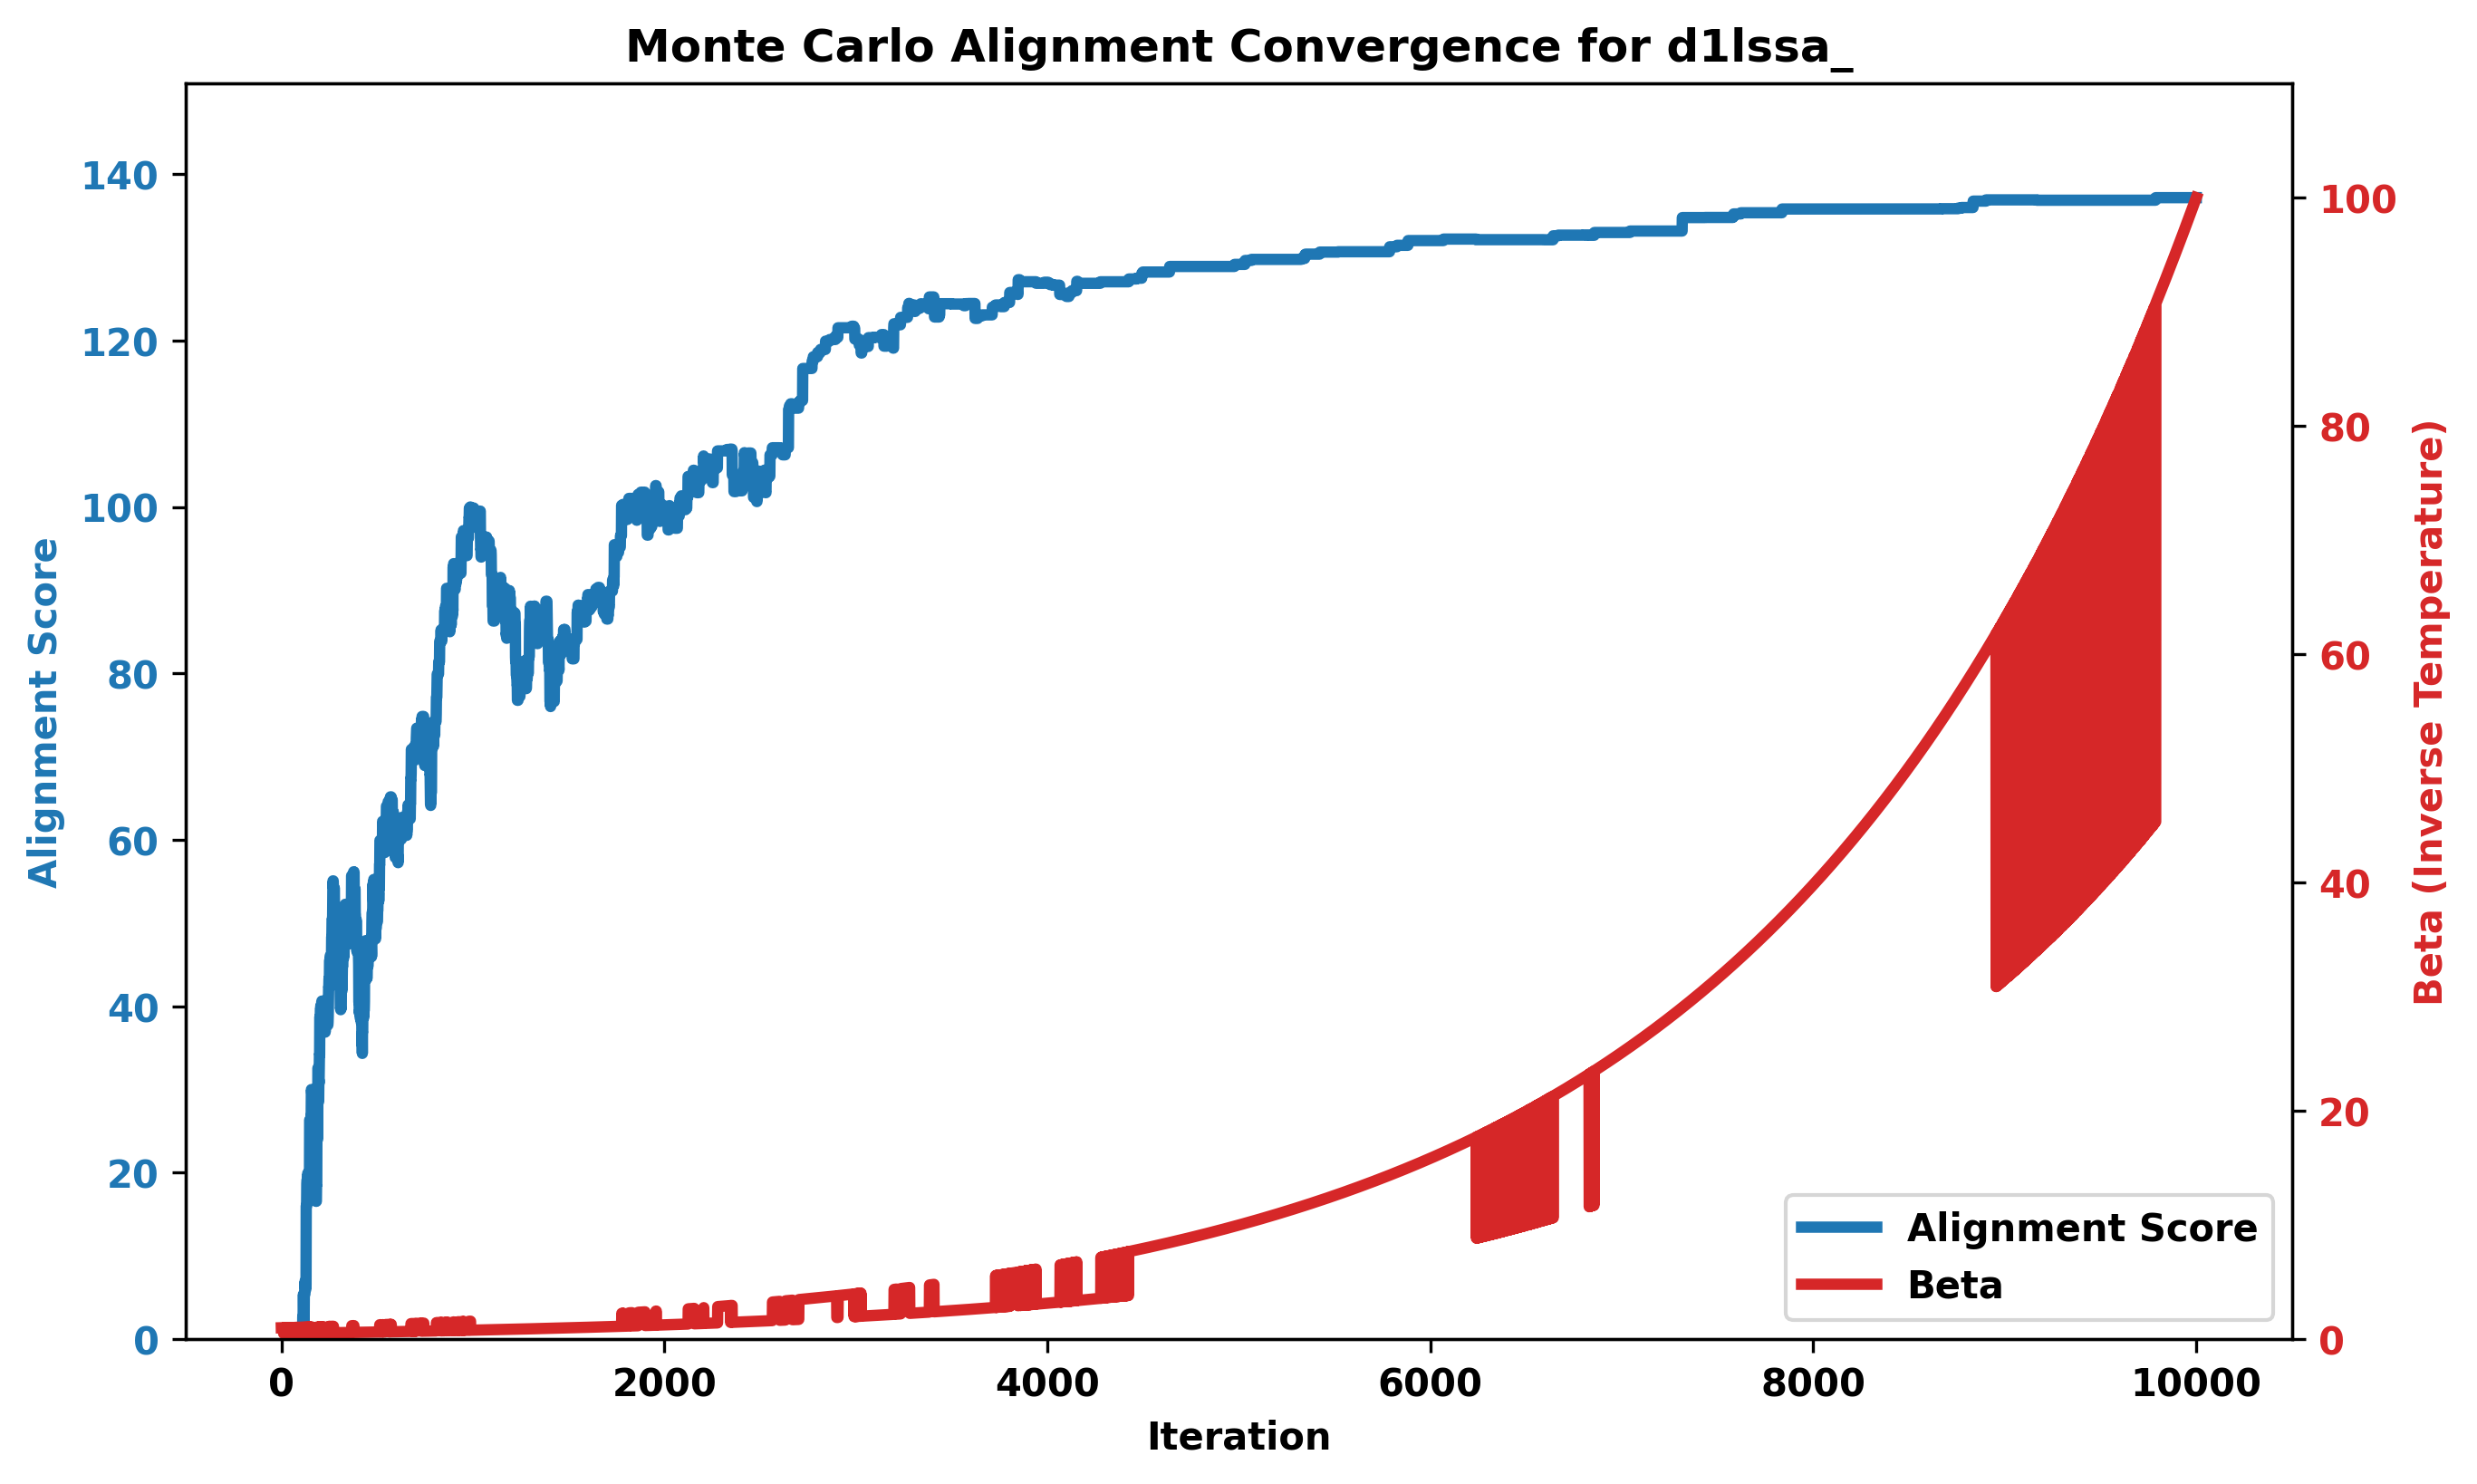 Monte Carlo Alignment Convergence for d1lssa_
Alignment Score
140
120
100
80
60
40
20
0
100
80
60
40
20
0
Beta (Inverse Temperature)
Alignment Score
Beta
0 2000 4000 6000 8000 10000
Iteration